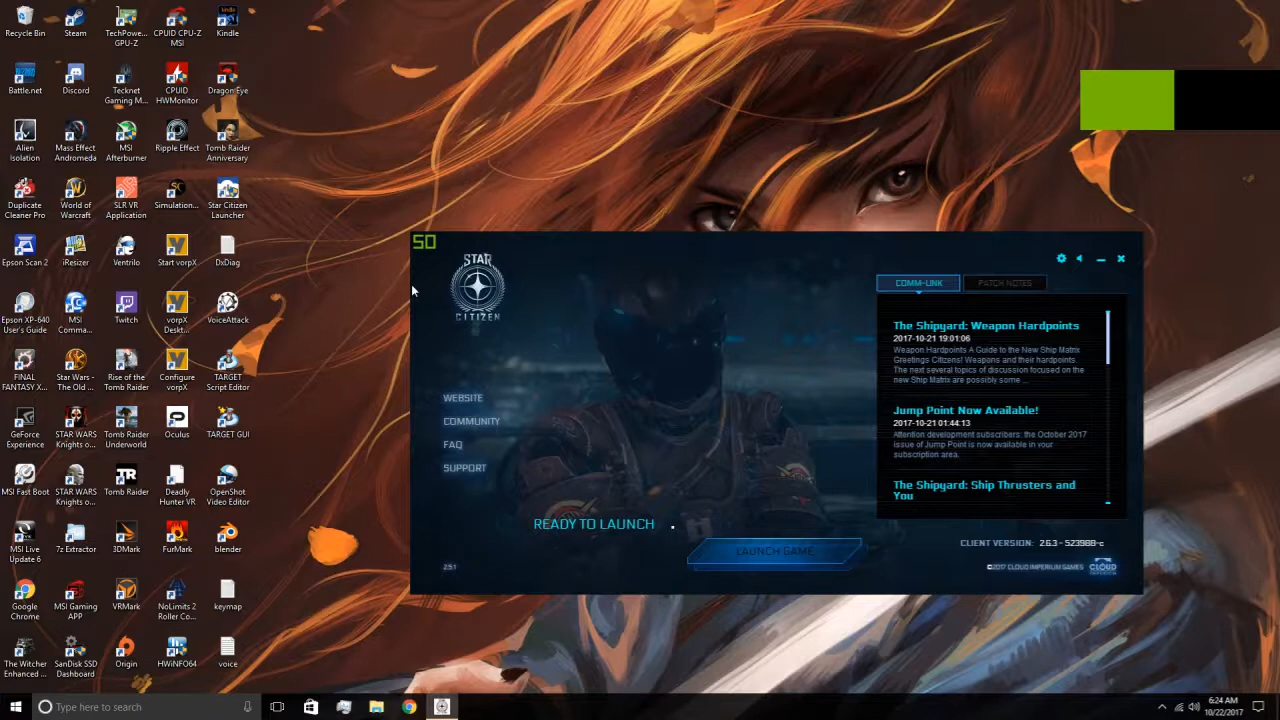 Recycle Bin
Steam
TechPowe...
GPU-Z
CPUID CPU-Z
MSI
Kindle
Battle.net
Discord
Tecknet
Gaming M...
CPUID
HWMonitor
Dragon Eye
Alien
Isolation
Mass Effect
Andromeda
MSI
Afterburner
Ripple Effect
Tomb Raider
Anniversary
Duplicate
Cleaner Pro
World of
Warcraft
SLR VR
Application
Simulation...
Star Citizen
Launcher
Epson Scan 2
iResizer
Ventrilo
Start vorpX
DxDiag
Epson XP-640
User's Guide
MSI
Comma...
Twitch
vorpX
Deskt...
VoiceAttack
FINAL
FANTASY X...
Star Wars -
The Old ...
Rise of the
Tomb Raider
Configure
vorpX
TARGET
Script Editor
GeForce
Experience
STAR WARS
Knights o...
Tomb Raider
Underworld
Oculus
TARGET GUI
MSI Fast Boot
STAR WARS
Knights o...
Tomb Raider
Deadly
Hunter VR
OpenShot
Video Editor
MSI Live
Update 6
7z Extractor
3DMark
FurMark
blender
Google
Chrome
MSI Gaming
APP
VRMark
NoLimits 2
Roller Co...
keymap
The Witcher
Enhanced ...
SanDisk SSD
Dashboard
Origin
HWiNFO64
voice
50
STAR
CITIZEN
WEBSITE
COMMUNITY
FAQ
SUPPORT
READY TO LAUNCH
LAUNCH GAME
2.9.1
COMM-LINK
PATCH NOTES
The Shipyard: Weapon Hardpoints
2017-10-21 19:01:06
Weapon Hardpoints A Guide to the New Ship Matrix
Greetings Citizens! Weapons and their hardpoints.
The next several topics of discussion focused on the
new Ship Matrix are possibly some ...
Jump Point Now Available!
2017-10-21 01:44:13
Attention development subscribers: the October 2017
issue of Jump Point is now available in your
subscription area.
The Shipyard: Ship Thrusters and
You
CLIENT VERSION: 2.6.3 - 523988-c
©2017 CLOUD IMPERIUM GAMES
CLOUD
IMPERIUM
Type here to search
6:24 AM
10/22/2017